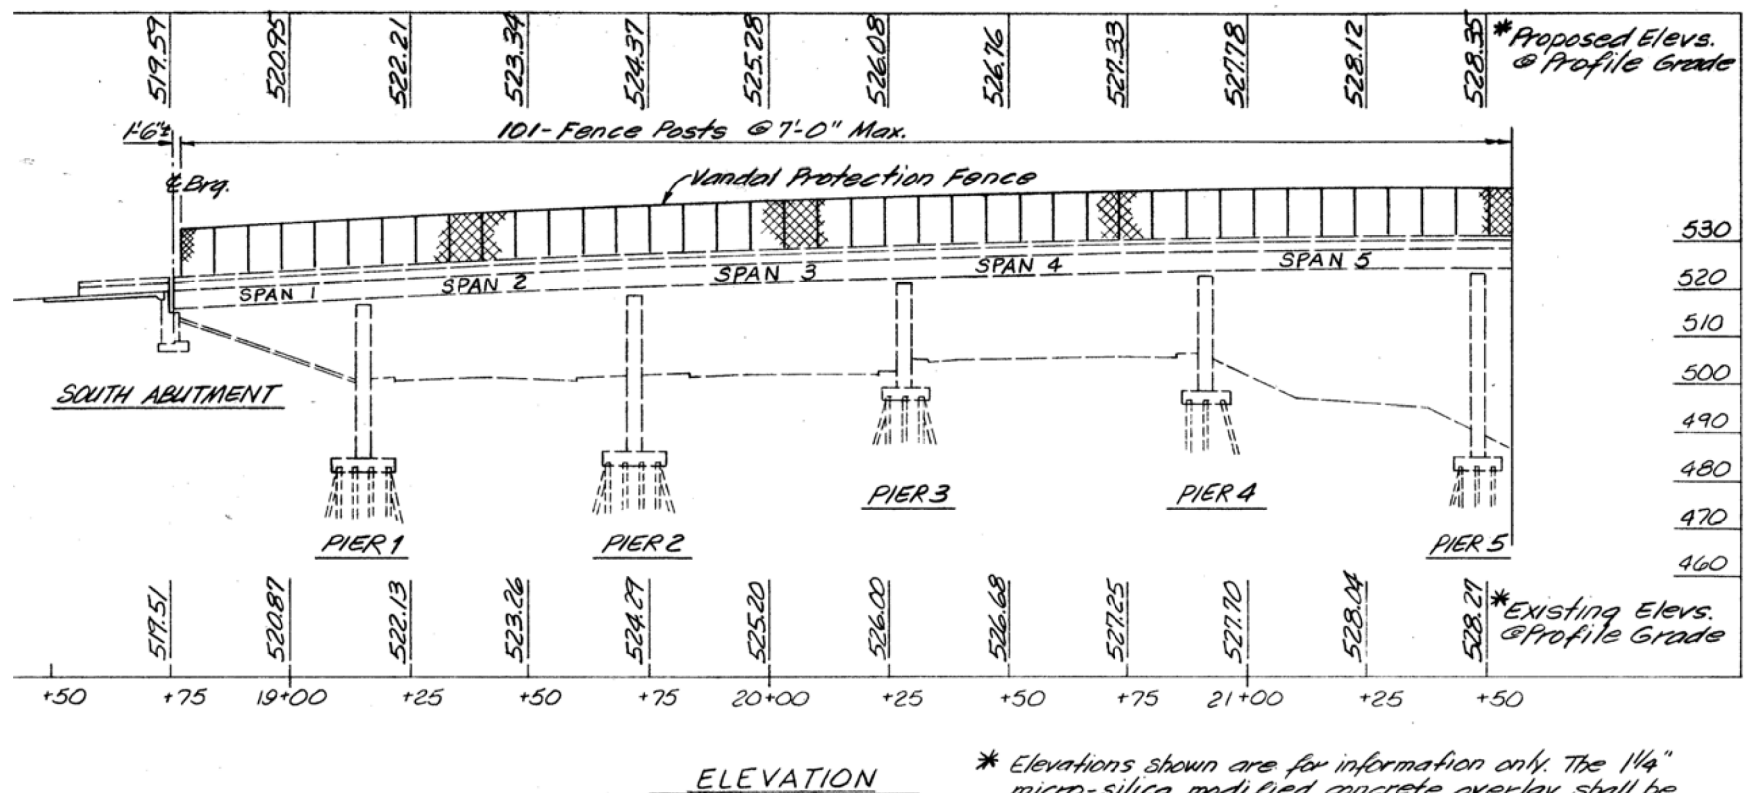 519.59
520.95
522.21
523.34
524.37
525.28
526.08
526.76
527.33
527.78
528.12
528.35
*Proposed Elevs.
@ Profile Grade
1'-6"±
101-Fence Posts @ 7'-0" Max.
℄ Brg.
Vandal Protection Fence
530
SPAN 1
SPAN 2
SPAN 3
SPAN 4
SPAN 5
520
510
500
SOUTH ABUTMENT
490
480
PIER 3
PIER 4
470
PIER 1
PIER 2
PIER 5
460
519.51
520.87
522.13
523.26
524.29
525.20
526.00
526.68
527.25
527.70
528.04
528.27
*Existing Elevs.
@Profile Grade
+50 +75 19+00 +25 +50 +75 20+00 +25 +50 +75 21+00 +25 +50
ELEVATION
* Elevations shown are for information only. The 1 1/4"
micro-silica modified concrete overlay shall be